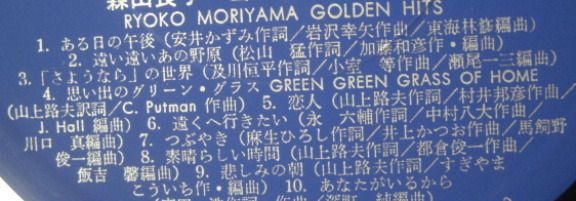 RYOKO MORIYAMA GOLDEN HITS
1. ある日の午後 (安井かずみ作詞/岩沢幸矢作曲/東海林修編曲)
2. 遠い遠いあの野原 (松山 猛作詞/加藤和彦作・編曲)
3.「さようなら」の世界 (及川恒平作詞/小室 等作曲/瀬尾一三編曲)
4. 思い出のグリーン・グラス GREEN GREEN GRASS OF HOME
(山上路夫訳詞/C. Putman 作曲) 5. 恋人 (山上路夫作詞/村井邦彦作曲/
J. Hall 編曲) 6. 遠くへ行きたい (永 六輔作詞/中村八大作曲/
川口 真編曲) 7. つぶやき (麻生ひろし作詞/井上かつお作曲/馬飼野
俊一編曲) 8. 素晴らしい時間 (山上路夫作詞/都倉俊一作曲/
飯吉 馨編曲) 9. 悲しみの朝 (山上路夫作詞/すぎやま
こういち作・編曲) 10. あなたがいるから